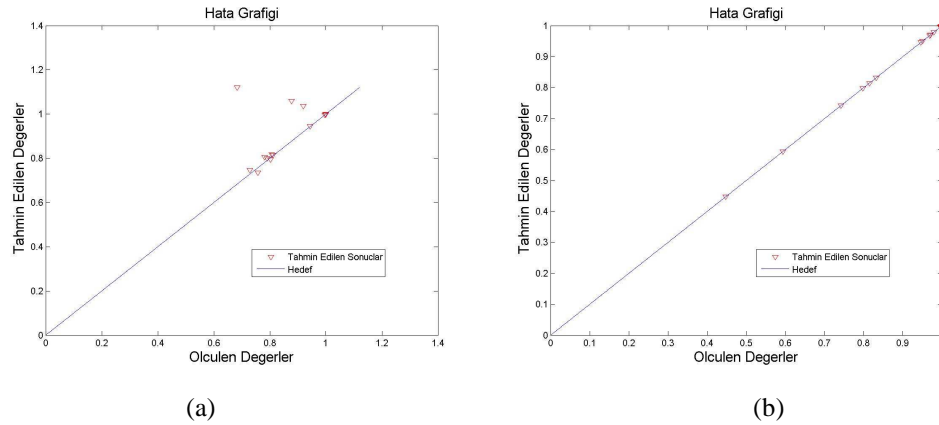 Hata Grafigi
1.4
1.2
1
0.8
0.6
0.4
0.2
0
Tahmin Edilen Degerler
Tahmin Edilen Sonuclar
Hedef
0 0.2 0.4 0.6 0.8 1 1.2 1.4
Olculen Degerler
(a)
Hata Grafigi
1
0.9
0.8
0.7
0.6
0.5
0.4
0.3
0.2
0.1
0
Tahmin Edilen Degerler
Tahmin Edilen Sonuclar
Hedef
0 0.1 0.2 0.3 0.4 0.5 0.6 0.7 0.8 0.9
Olculen Degerler
(b)